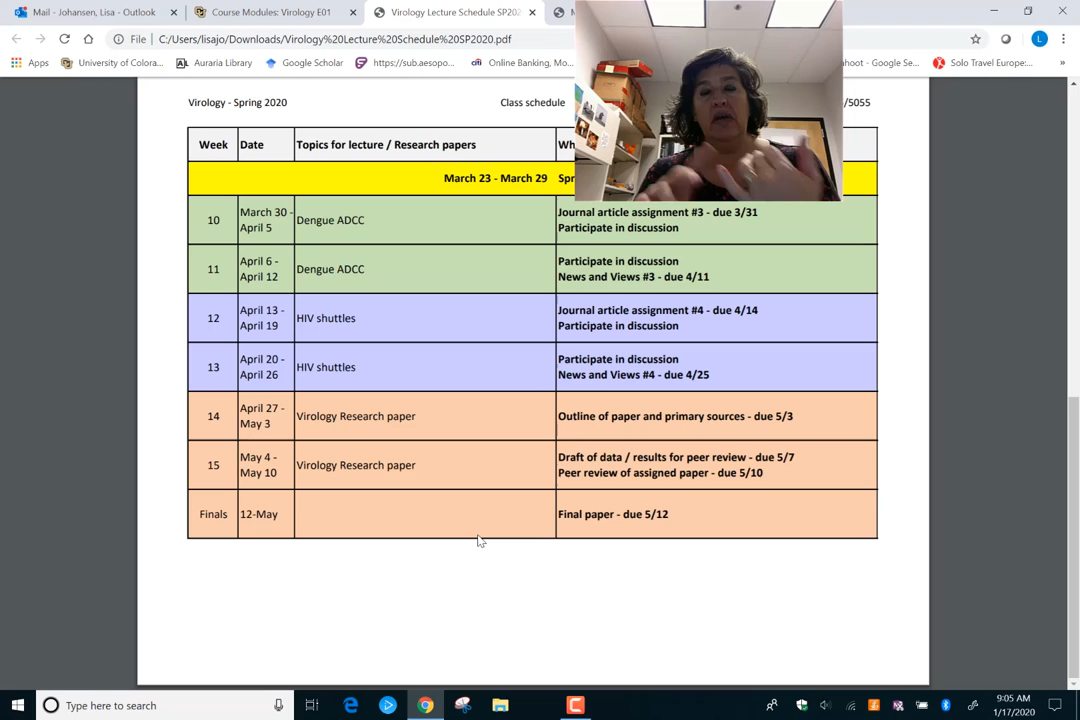 Mail - Johansen, Lisa - Outlook
Course Modules: Virology E01
Virology Lecture Schedule SP202
File
C:/Users/lisajo/Downloads/Virology%20Lecture%20Schedule%20SP2020.pdf
L
Apps
University of Colora...
Auraria Library
Google Scholar
https://sub.aesopo...
Online Banking, Mo...
ahoot - Google Se...
Solo Travel Europe:...
Virology - Spring 2020
Class schedule
/5055
Week
Date
Topics for lecture / Research papers
March 23 - March 29
10
March 30 -
April 5
Dengue ADCC
Journal article assignment #3 - due 3/31
Participate in discussion
11
April 6 -
April 12
Dengue ADCC
Participate in discussion
News and Views #3 - due 4/11
12
April 13 -
April 19
HIV shuttles
Journal article assignment #4 - due 4/14
Participate in discussion
13
April 20 -
April 26
HIV shuttles
Participate in discussion
News and Views #4 - due 4/25
14
April 27 -
May 3
Virology Research paper
Outline of paper and primary sources - due 5/3
15
May 4 -
May 10
Virology Research paper
Draft of data / results for peer review - due 5/7
Peer review of assigned paper - due 5/10
Finals
12-May
Final paper - due 5/12
Type here to search
9:05 AM
1/17/2020